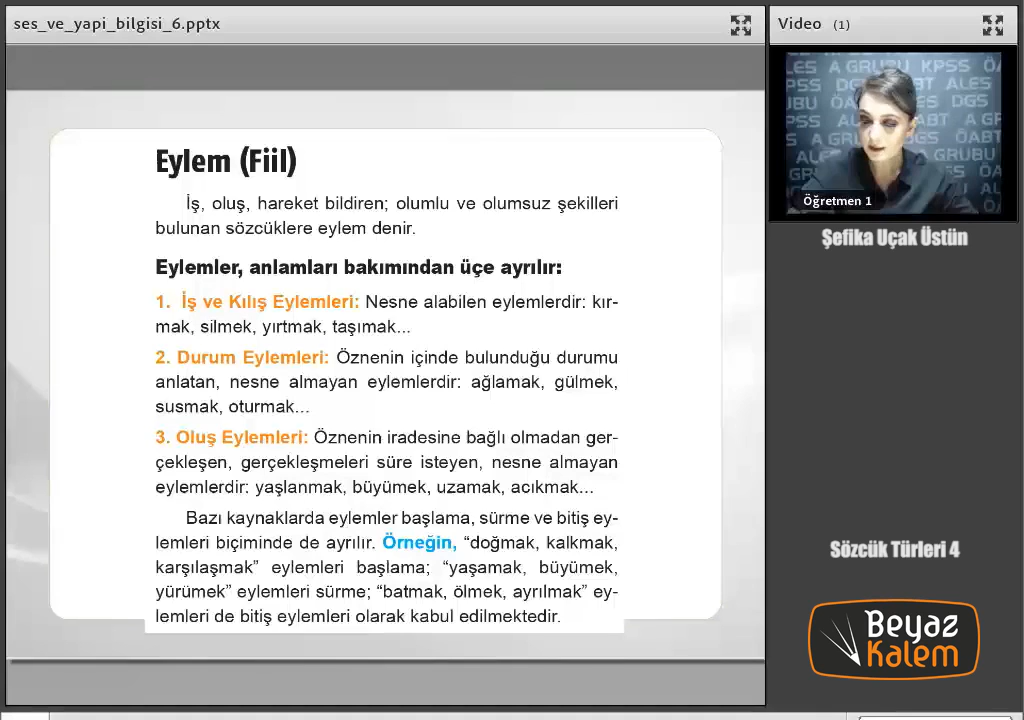 ses_ve_yapi_bilgisi_6.pptx
Video (1)
Eylem (Fiil)
İş, oluş, hareket bildiren; olumlu ve olumsuz şekilleri
bulunan sözcüklere eylem denir.
Eylemler, anlamları bakımından üçe ayrılır:
1. İş ve Kılış Eylemleri: Nesne alabilen eylemlerdir: kır-
mak, silmek, yırtmak, taşımak...
2. Durum Eylemleri: Öznenin içinde bulunduğu durumu
anlatan, nesne almayan eylemlerdir: ağlamak, gülmek,
susmak, oturmak...
3. Oluş Eylemleri: Öznenin iradesine bağlı olmadan ger-
çekleşen, gerçekleşmeleri süre isteyen, nesne almayan
eylemlerdir: yaşlanmak, büyümek, uzamak, acıkmak...
Bazı kaynaklarda eylemler başlama, sürme ve bitiş ey-
lemleri biçiminde de ayrılır. Örneğin, “doğmak, kalkmak,
karşılaşmak” eylemleri başlama; “yaşamak, büyümek,
yürümek” eylemleri sürme; “batmak, ölmek, ayrılmak” ey-
lemleri de bitiş eylemleri olarak kabul edilmektedir.
Öğretmen 1
Şefika Uçak Üstün
Sözcük Türleri 4
Beyaz
Kalem